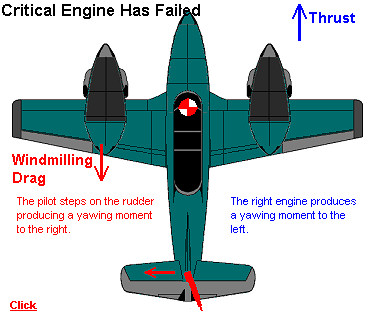 Critical Engine Has Failed
Thrust
Windmilling
Drag
The pilot steps on the rudder
producing a yawing moment
to the right.
The right engine produces
a yawing moment to the
left.
Click